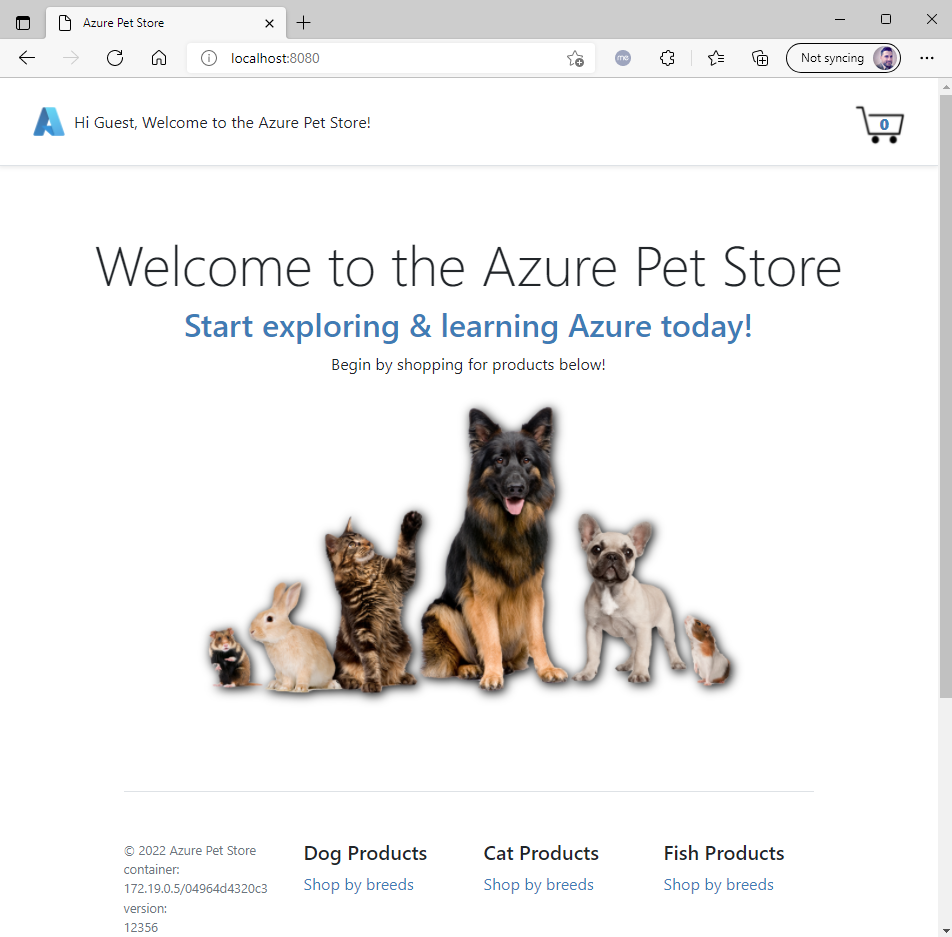 Azure Pet Store
localhost:8080
me
Not syncing
Hi Guest, Welcome to the Azure Pet Store!
0
Welcome to the Azure Pet Store
Start exploring & learning Azure today!
Begin by shopping for products below!
© 2022 Azure Pet Store
container:
172.19.0.5/04964d4320c3
version:
12356
Dog Products
Shop by breeds
Cat Products
Shop by breeds
Fish Products
Shop by breeds